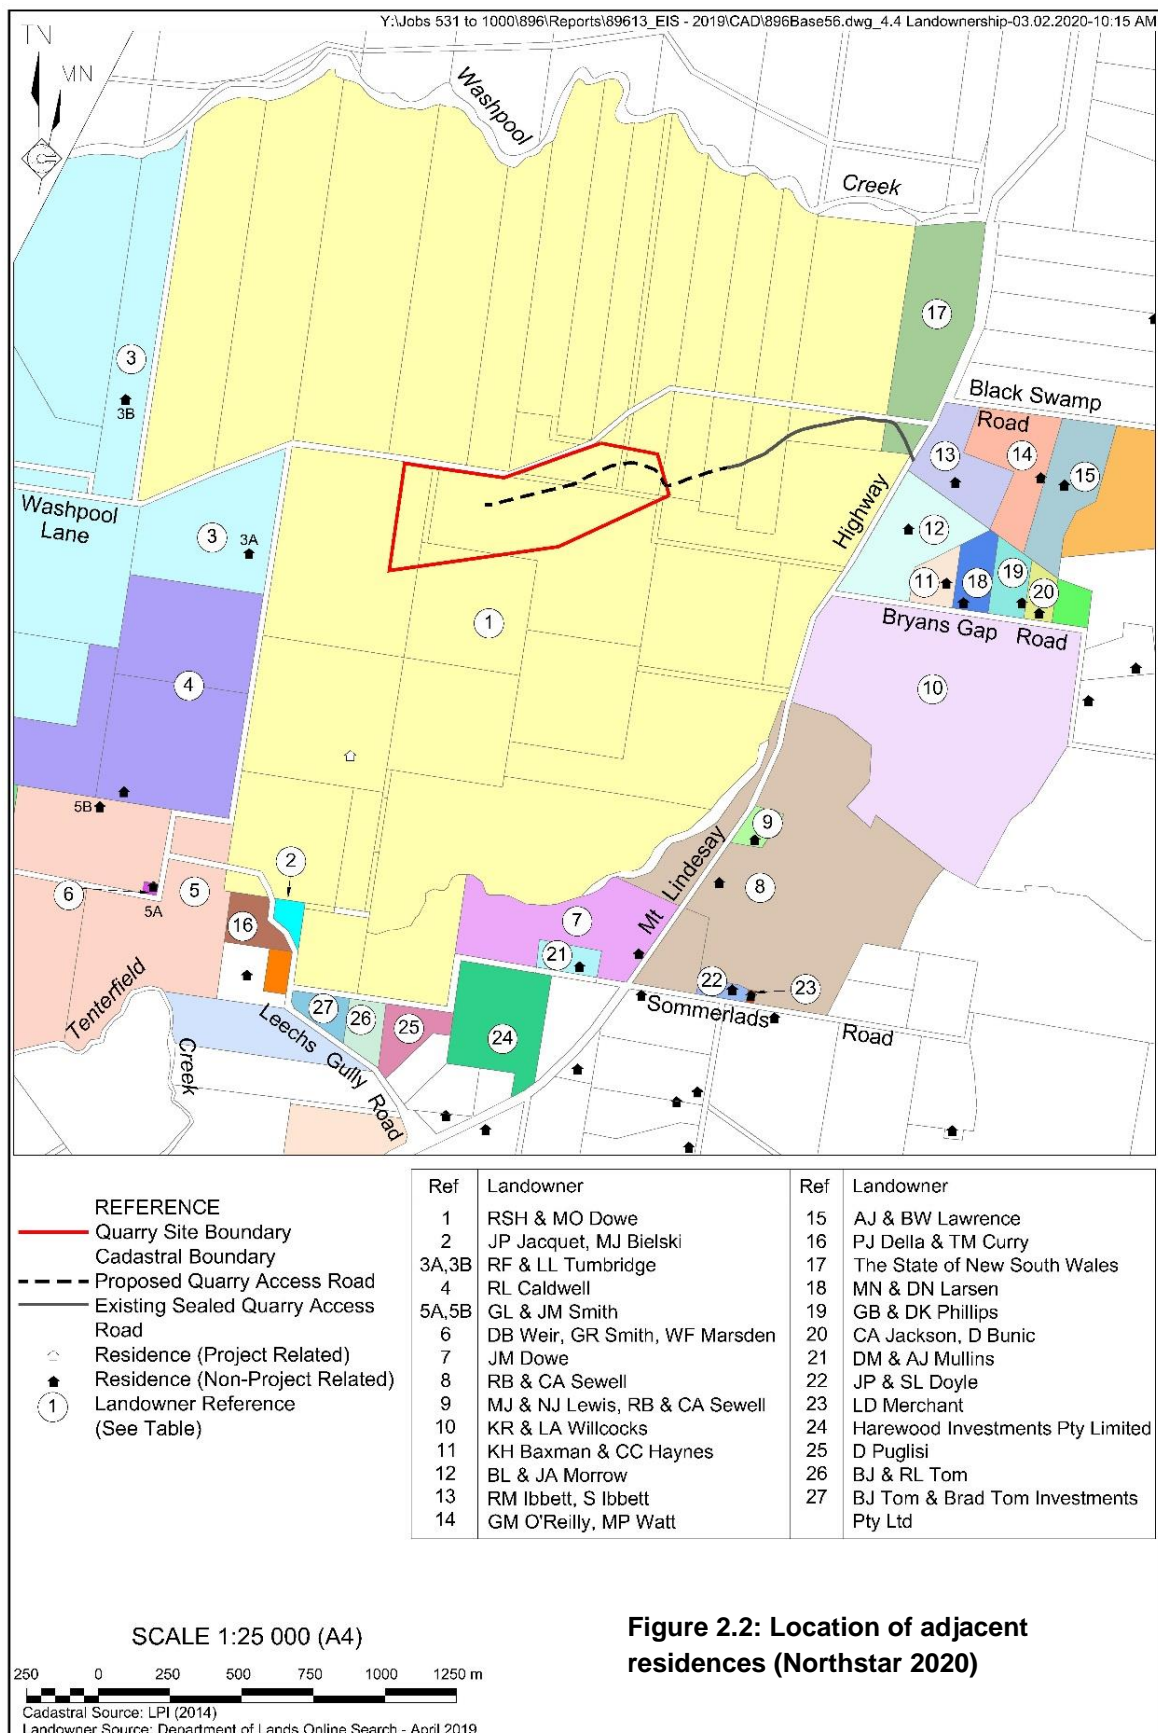 Y:\Jobs 531 to 1000\896\Reports\89613_EIS - 2019\CAD\896Base56.dwg_4.4 Landownership-03.02.2020-10:15 AM
TN
MN
Washpool
Creek
17
3
3B
Black Swamp
Road
13
14
15
Washpool
Lane
3
3A
Highway
12
11
18
19
20
1
Bryans Gap Road
4
10
5B
9
2
8
Mt Lindesay
6
5
5A
16
7
21
22
23
Tenterfield
Creek
Sommerlads
Road
27
26
25
24
Leechs Gully Road
REFERENCE
Quarry Site Boundary
Cadastral Boundary
Proposed Quarry Access Road
Existing Sealed Quarry Access
Road
Residence (Project Related)
Residence (Non-Project Related)
1 Landowner Reference
(See Table)
Ref Landowner
1 RSH & MO Dowe
2 JP Jacquet, MJ Bielski
3A,3B RF & LL Tumbridge
4 RL Caldwell
5A,5B GL & JM Smith
6 DB Weir, GR Smith, WF Marsden
7 JM Dowe
8 RB & CA Sewell
9 MJ & NJ Lewis, RB & CA Sewell
10 KR & LA Willcocks
11 KH Baxman & CC Haynes
12 BL & JA Morrow
13 RM Ibbett, S Ibbett
14 GM O'Reilly, MP Watt
Ref Landowner
15 AJ & BW Lawrence
16 PJ Della & TM Curry
17 The State of New South Wales
18 MN & DN Larsen
19 GB & DK Phillips
20 CA Jackson, D Bunic
21 DM & AJ Mullins
22 JP & SL Doyle
23 LD Merchant
24 Harewood Investments Pty Limited
25 D Puglisi
26 BJ & RL Tom
27 BJ Tom & Brad Tom Investments
Pty Ltd
SCALE 1:25 000 (A4)
250 0 250 500 750 1000 1250 m
Cadastral Source: LPI (2014)
Landowner Source: Department of Lands Online Search - April 2019
Figure 2.2: Location of adjacent
residences (Northstar 2020)